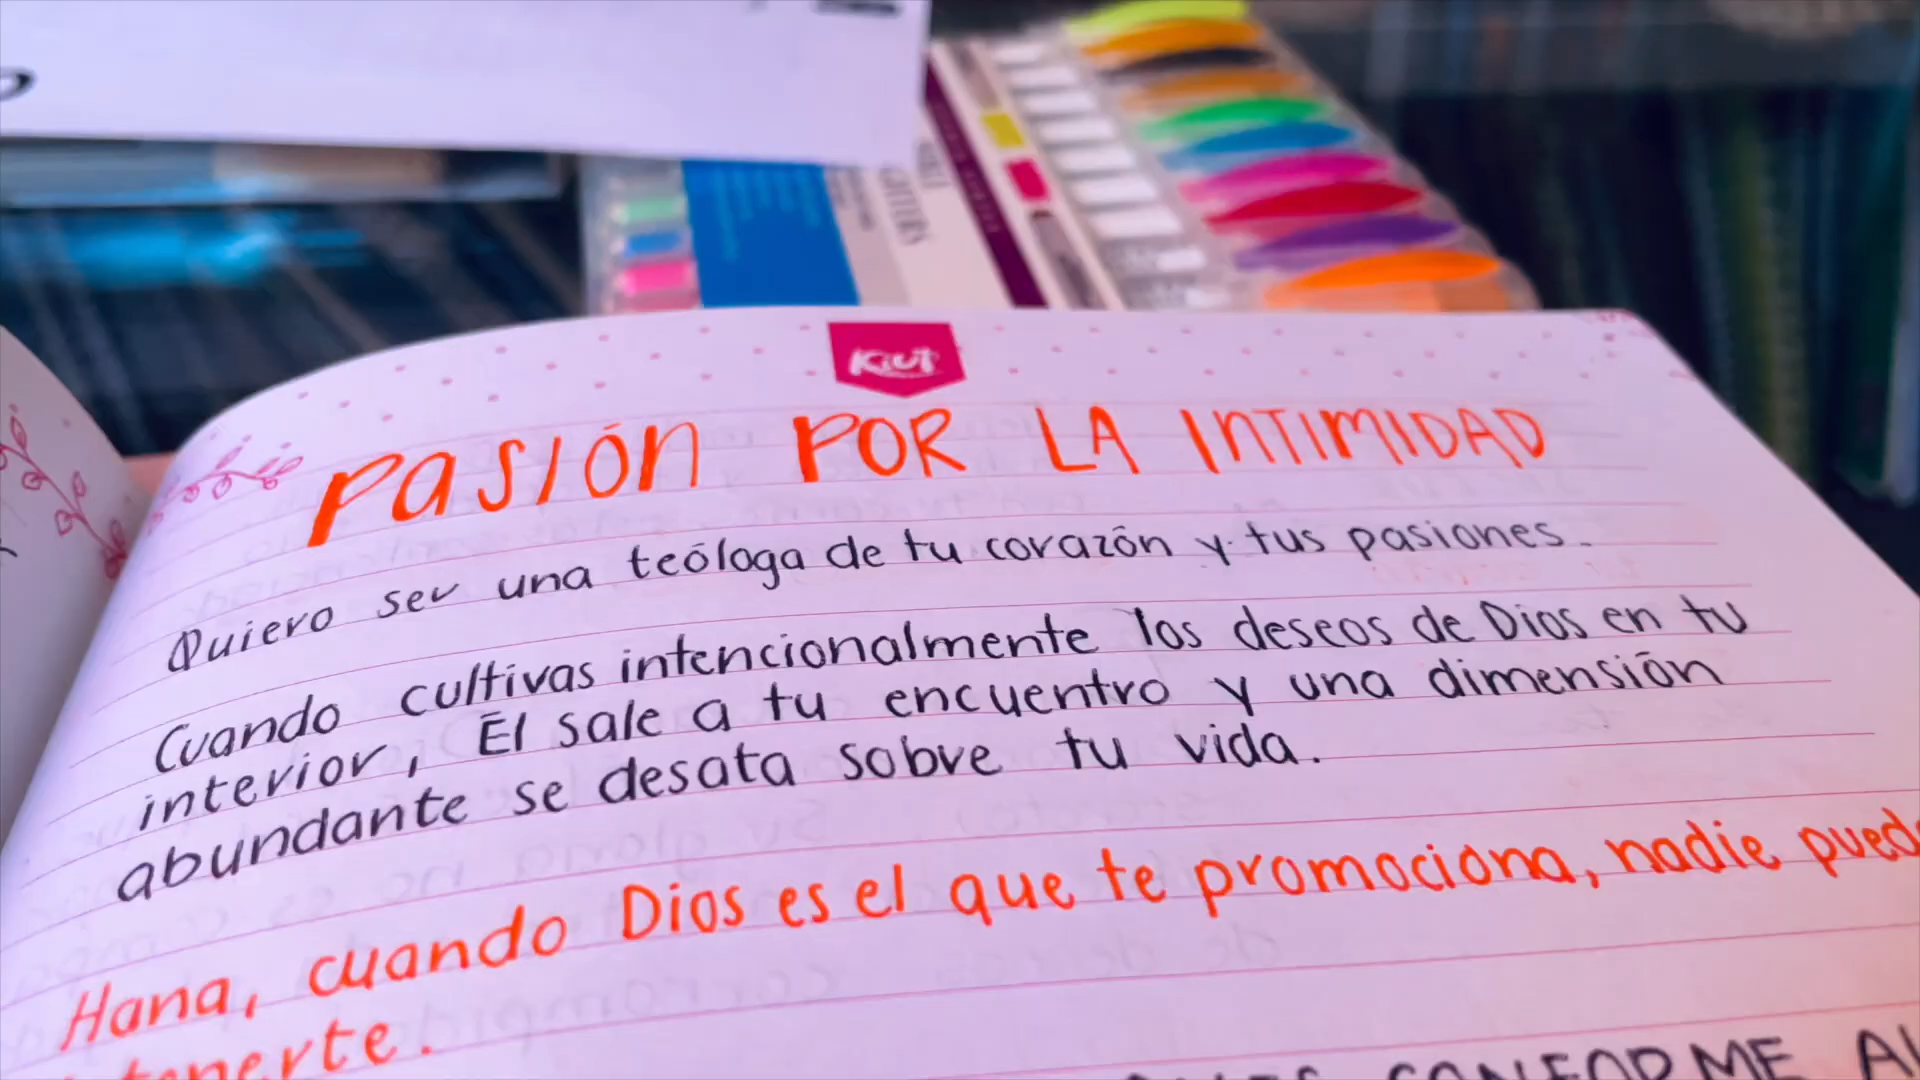 Kiut
PASIÓN POR LA INTIMIDAD
Quiero ser una teóloga de tu corazón y tus pasiones.
Cuando cultivas intencionalmente los deseos de Dios en tu
interior, Él sale a tu encuentro y una dimensión
abundante se desata sobre tu vida.
Hana, cuando Dios es el que te promociona, nadie
CONFORME